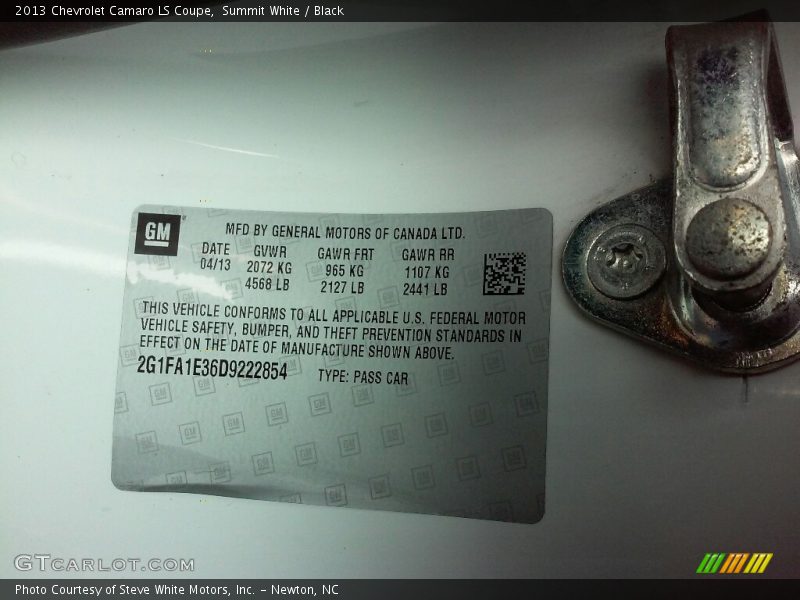 2013 Chevrolet Camaro LS Coupe, Summit White / Black
GM
MFD BY GENERAL MOTORS OF CANADA LTD.
DATE GVWR GAWR FRT GAWR RR
04/13 2072 KG 965 KG 1107 KG
4568 LB 2127 LB 2441 LB
THIS VEHICLE CONFORMS TO ALL APPLICABLE U.S. FEDERAL MOTOR
VEHICLE SAFETY, BUMPER, AND THEFT PREVENTION STANDARDS IN
EFFECT ON THE DATE OF MANUFACTURE SHOWN ABOVE.
2G1FA1E36D9222854 TYPE: PASS CAR
GTCARLOT.COM
Photo Courtesy of Steve White Motors, Inc. – Newton, NC